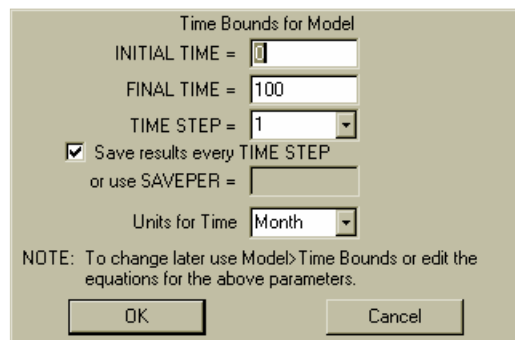 Time Bounds for Model
INITIAL TIME = 0
FINAL TIME = 100
TIME STEP = 1
Save results every TIME STEP
or use SAVEPER =
Units for Time Month
NOTE: To change later use Model>Time Bounds or edit the
equations for the above parameters.
OK Cancel